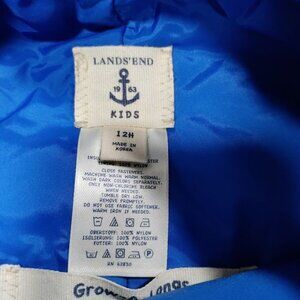 LANDS' END
19 63
KIDS
12H
MADE IN
KOREA
100% NYLON
CLOSE FASTENERS
MACHINE WASH WARM NORMAL.
WASH DARK COLORS SEPARATELY.
ONLY NON-CHLORINE BLEACH
WHEN NEEDED.
TUMBLE DRY LOW.
REMOVE PROMPTLY.
DO NOT USE FABRIC SOFTENER.
WARM IRON IF NEEDED.
OBERSTOFF: 100% NYLON
ISOLIERUNG: 100% POLYESTER
FUTTER: 100% NYLON
RN
Grow Longs